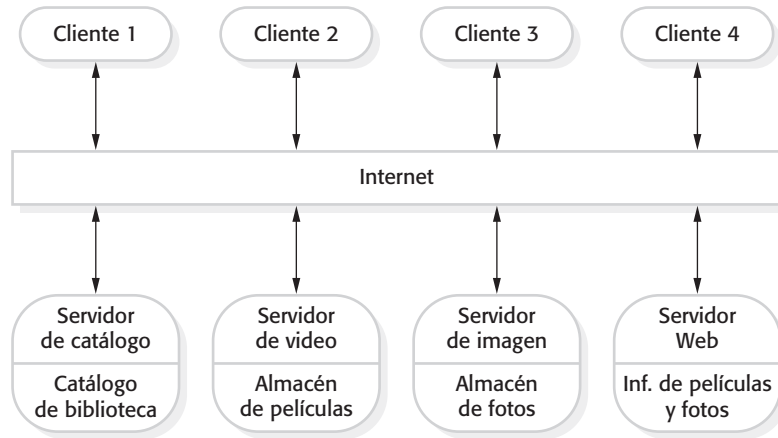 Cliente 1
Cliente 2
Cliente 3
Cliente 4
Internet
Servidor
de catálogo
Catálogo
de biblioteca
Servidor
de video
Almacén
de películas
Servidor
de imagen
Almacén
de fotos
Servidor
Web
Inf. de películas
y fotos